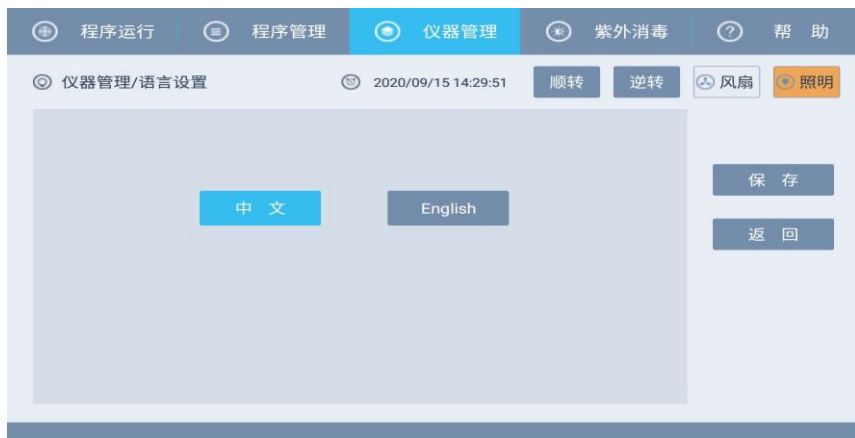 程序运行 程序管理 仪器管理 紫外消毒 帮 助
仪器管理/语言设置 2020/09/15 14:29:51 顺转 逆转 风扇 照明
保 存
中 文 English
返 回